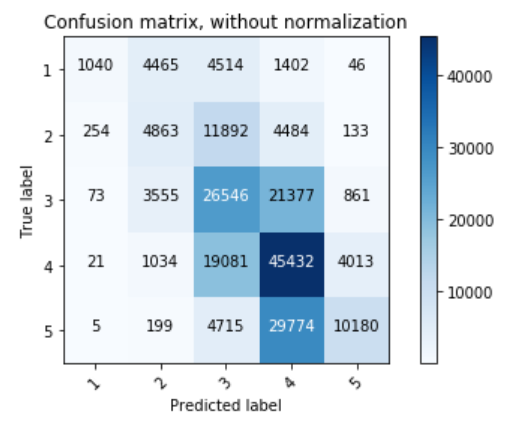 Confusion matrix, without normalization
1 1040 4465 4514 1402 46
2 254 4863 11892 4484 133
3 73 3555 26546 21377 861
4 21 1034 19081 45432 4013
5 5 199 4715 29774 10180
1 2 3 4 5
True label
Predicted label
40000
30000
20000
10000